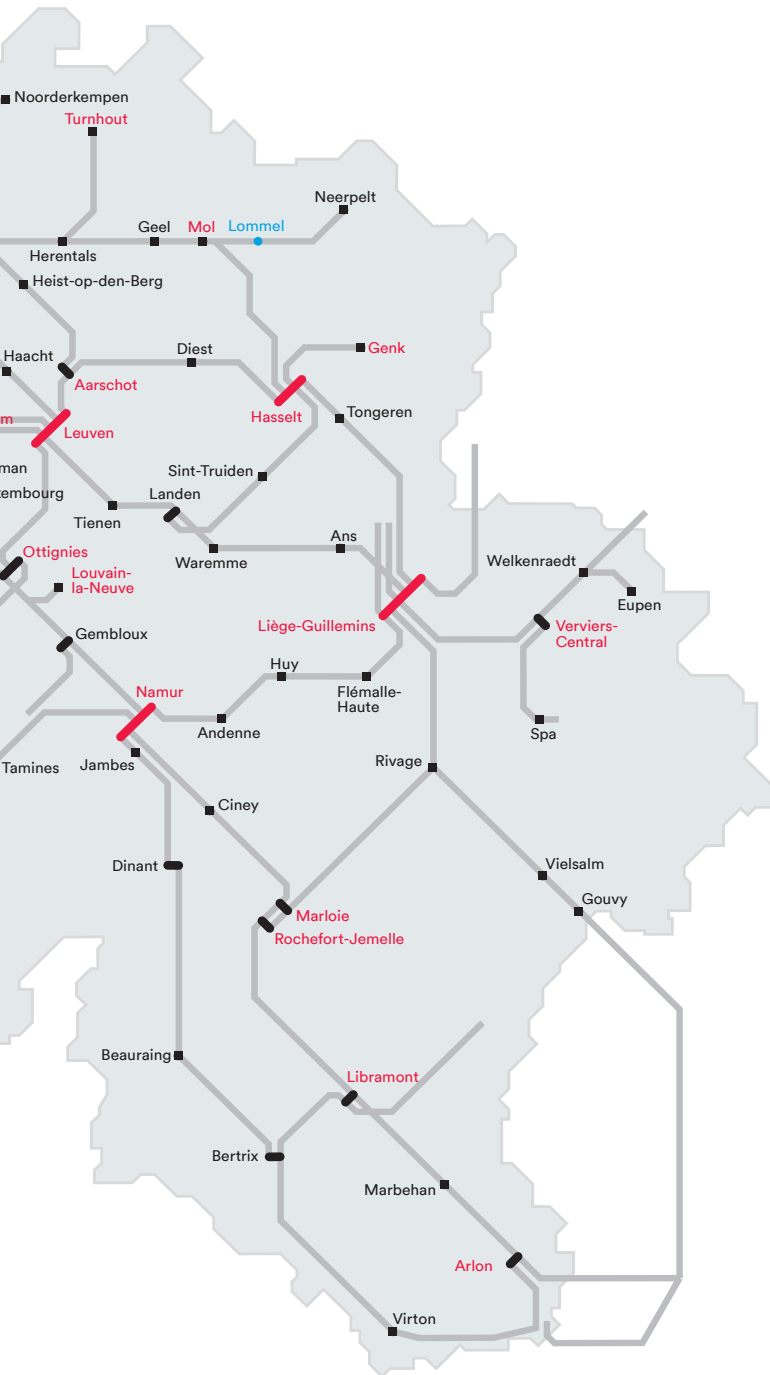 Noorderkempen
Turnhout
Neerpelt
Geel
Mol
Lommel
Herentals
Heist-op-den-Berg
Haacht
Diest
Genk
Aarschot
Hasselt
Tongeren
m
Leuven
man
Sint-Truiden
tembourg
Landen
Tienen
Ans
Waremme
Ottignies
Welkenraedt
Louvain-
la-Neuve
Eupen
Liège-Guillemins
Verviers-
Central
Gembloux
Huy
Namur
Flémalle-
Haute
Andenne
Spa
Tamines
Jambes
Rivage
Ciney
Dinant
Vielsalm
Gouvy
Marloie
Rochefort-Jemelle
Beauraing
Libramont
Bertrix
Marbehan
Arlon
Virton